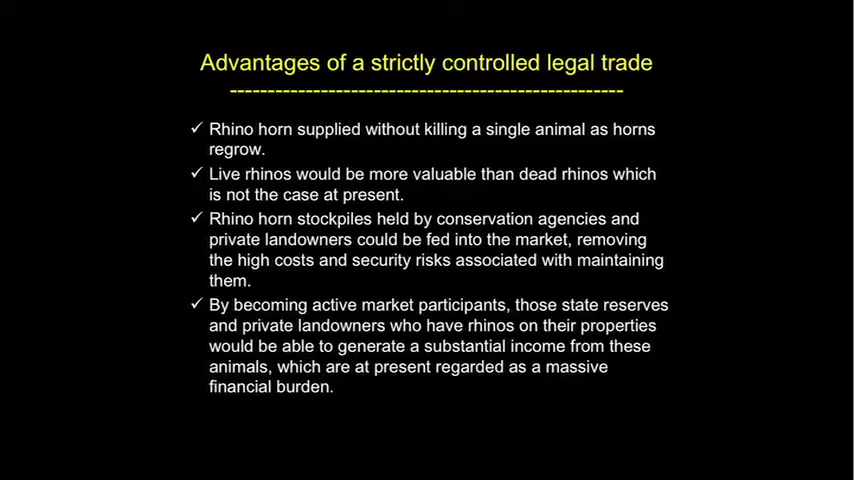 Advantages of a strictly controlled legal trade
-----------------------------------------------------
✓ Rhino horn supplied without killing a single animal as horns
regrow.
✓ Live rhinos would be more valuable than dead rhinos which
is not the case at present.
✓ Rhino horn stockpiles held by conservation agencies and
private landowners could be fed into the market, removing
the high costs and security risks associated with maintaining
them.
✓ By becoming active market participants, those state reserves
and private landowners who have rhinos on their properties
would be able to generate a substantial income from these
animals, which are at present regarded as a massive
financial burden.